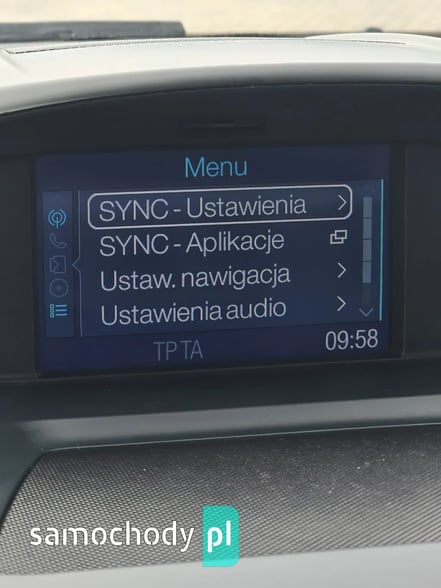 Menu
SYNC - Ustawienia
SYNC - Aplikacje
Ustaw. nawigacja
Ustawienia audio
TP TA
09:58
samochody pl